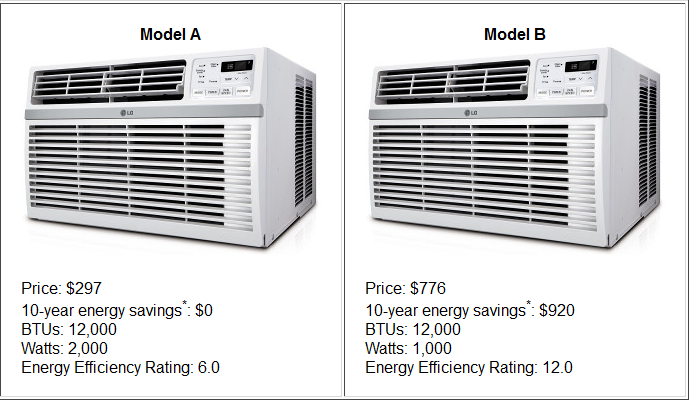 Model A
LG
Price: $297
10-year energy savings*: $0
BTUs: 12,000
Watts: 2,000
Energy Efficiency Rating: 6.0
Model B
LG
Price: $776
10-year energy savings*: $920
BTUs: 12,000
Watts: 1,000
Energy Efficiency Rating: 12.0